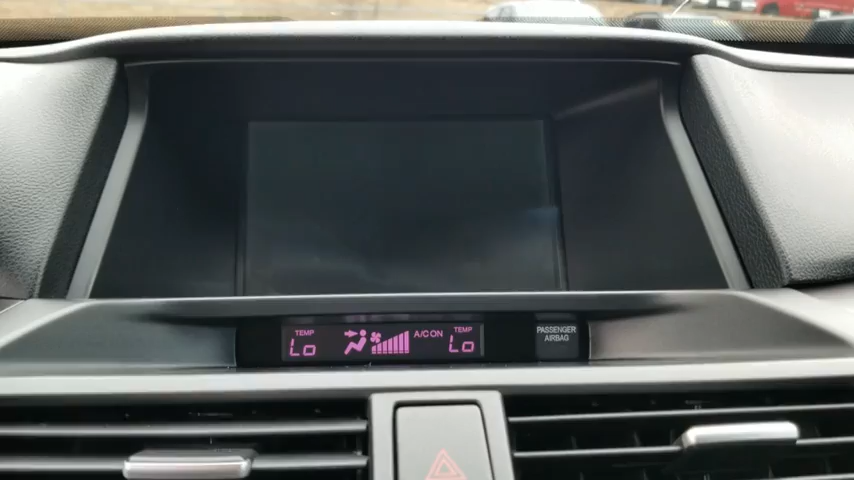 TEMP
Lo
A/C ON
TEMP
Lo
PASSENGER
AIRBAG